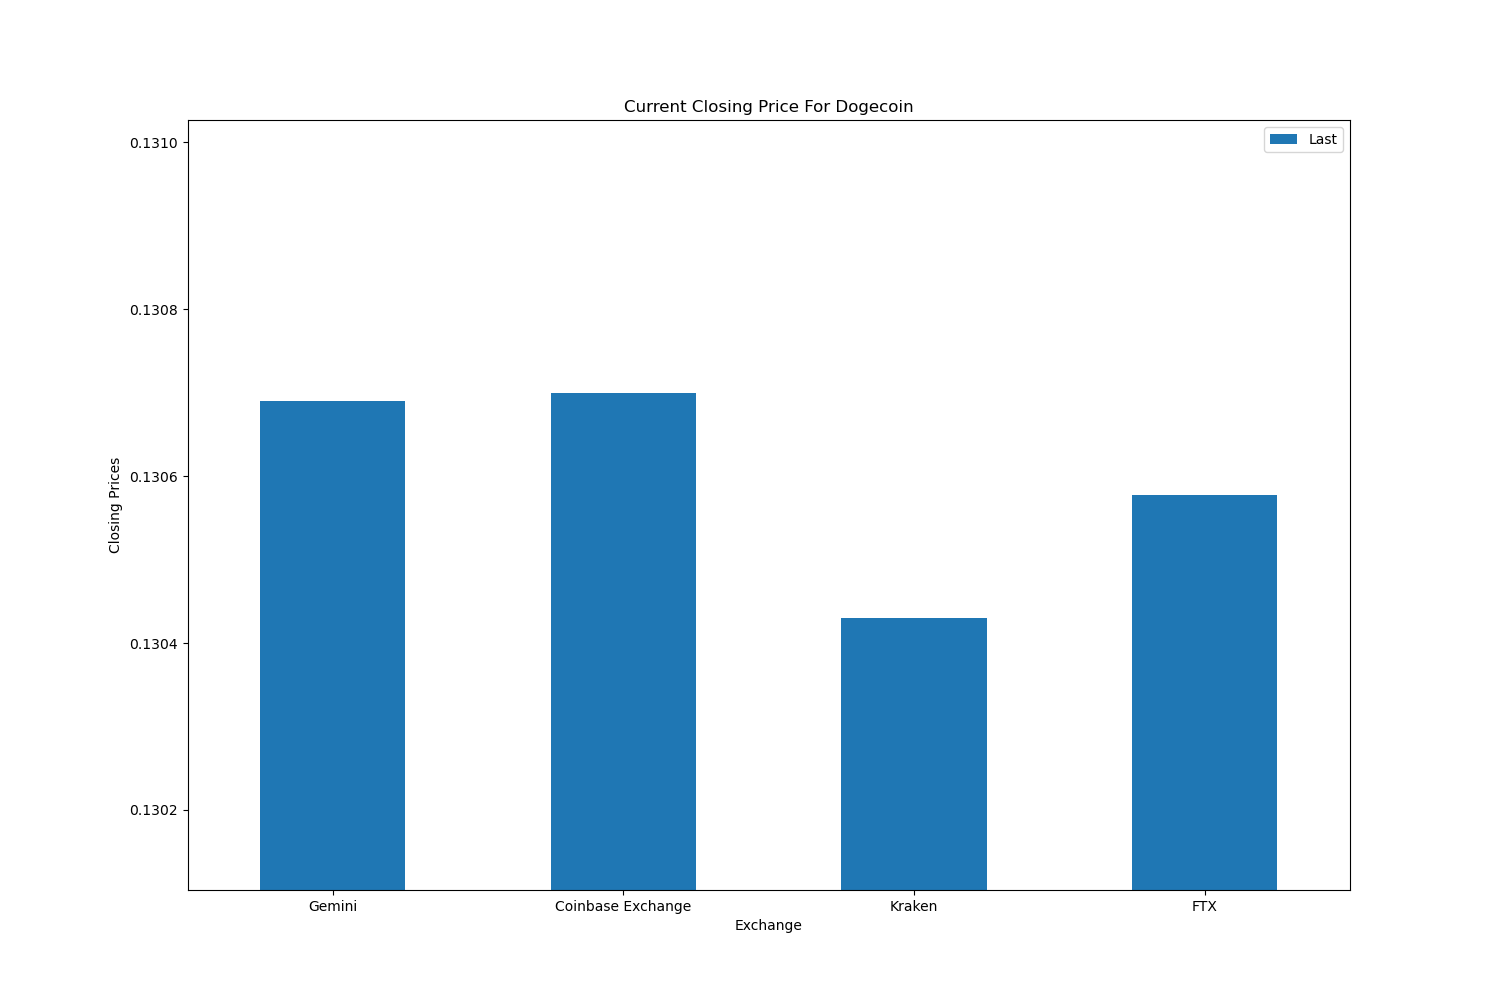 Current Closing Price For Dogecoin
Last
0.1310
0.1308
0.1306
0.1304
0.1302
Closing Prices
Gemini
Coinbase Exchange
Kraken
FTX
Exchange